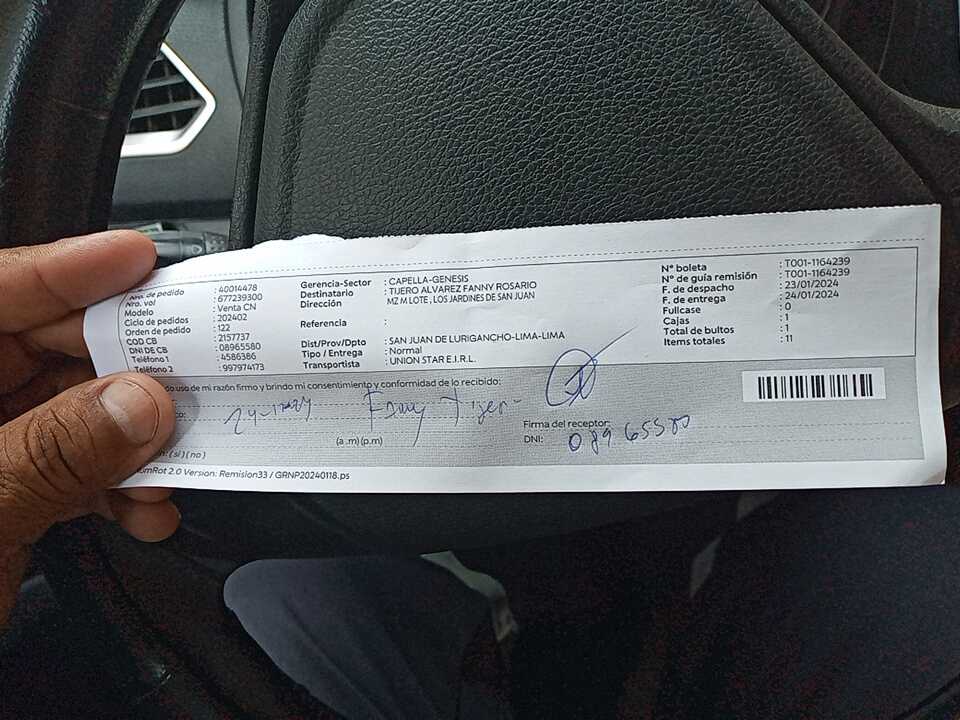 : 40014478
Nro. de pedido : 677239300
Nro. vol : Venta CN
Modelo : 202402
Ciclo de pedidos : 122
Orden de pedido : 2157737
COD CB : 08965580
DNI DE CB : 4586386
Teléfono 1 : 997974173
Teléfono 2
Gerencia-Sector : CAPELLA-GENESIS
Destinatario : TIJERO ALVAREZ FANNY ROSARIO
Dirección MZ M LOTE , LOS JARDINES DE SAN JUAN
Referencia :
Dist/Prov/Dpto : SAN JUAN DE LURIGANCHO-LIMA-LIMA
Tipo / Entrega : Normal
Transportista : UNION STAR E.I.R.L.
N° boleta : T001-1164239
N° de guía remisión : T001-1164239
F. de despacho : 23/01/2024
F. de entrega : 24/01/2024
Fullcase : 0
Cajas : 1
Total de bultos : 1
Items totales : 11
do uso de mi razón firmo y brindo mi consentimiento y conformidad de lo recibido:
Fanny Tijero
(a .m) (p.m)
Firma del receptor:
DNI: 08965580
: ( si ) ( no )
omRot 2.0 Version: Remision33 / GRNP20240118.ps